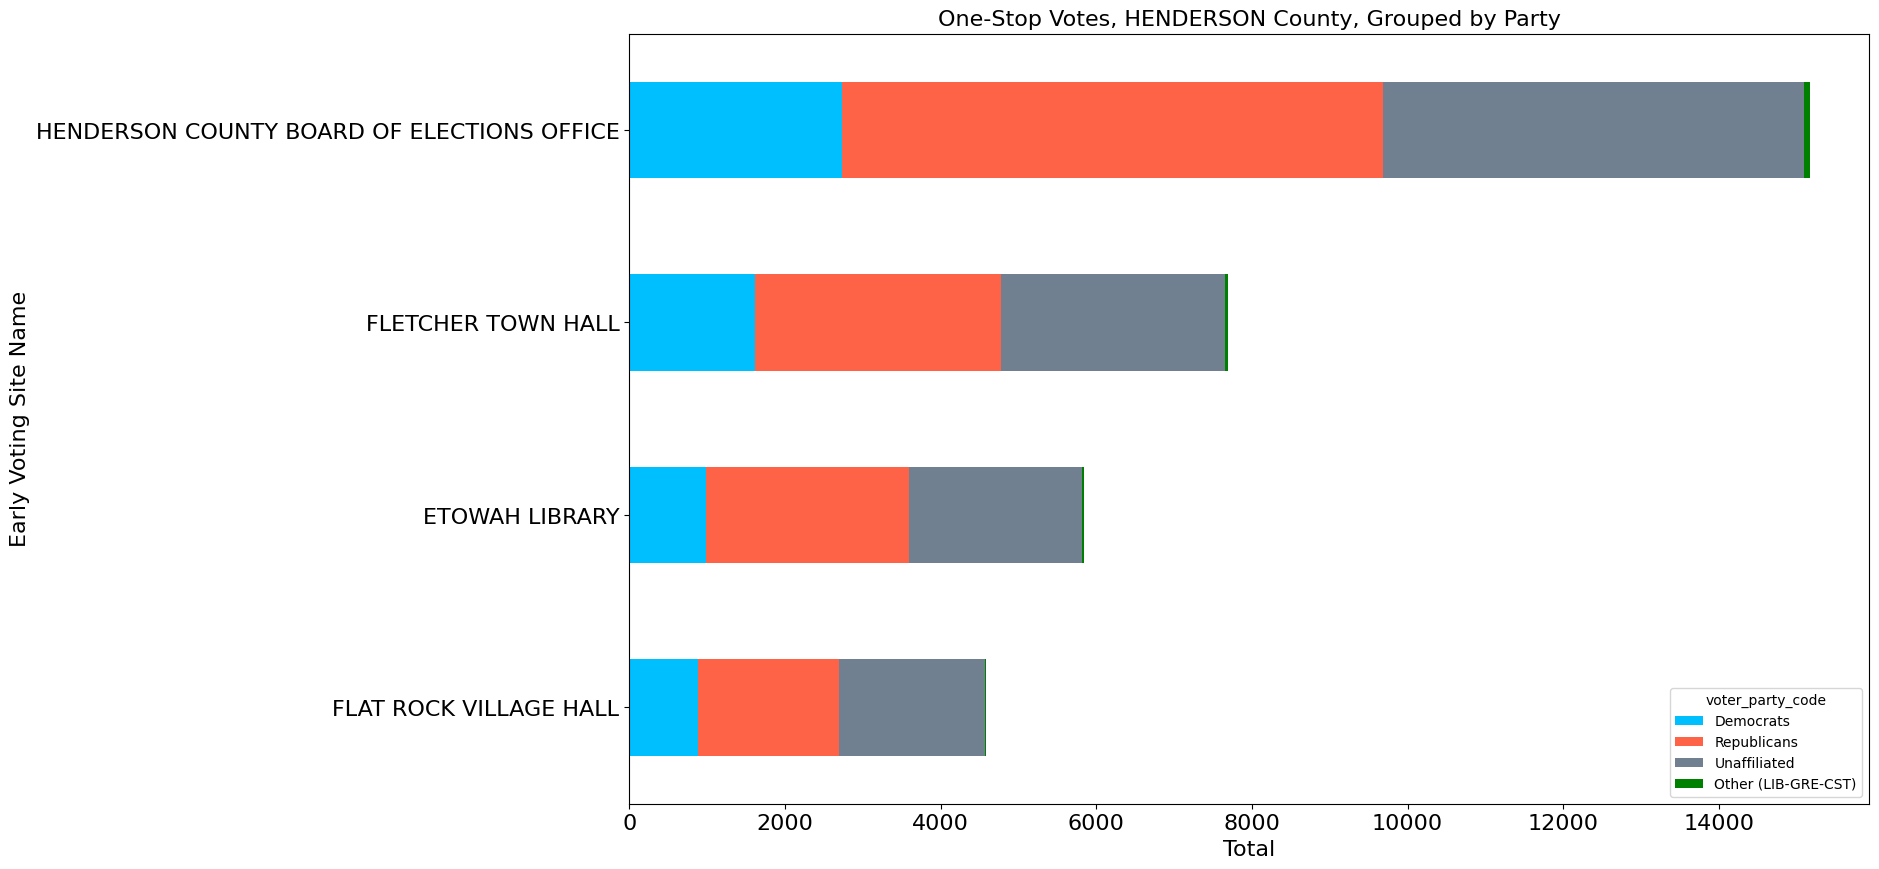 One-Stop Votes, HENDERSON County, Grouped by Party
Early Voting Site Name
HENDERSON COUNTY BOARD OF ELECTIONS OFFICE
FLETCHER TOWN HALL
ETOWAH LIBRARY
FLAT ROCK VILLAGE HALL
voter_party_code
Democrats
Republicans
Unaffiliated
Other (LIB-GRE-CST)
0 2000 4000 6000 8000 10000 12000 14000
Total